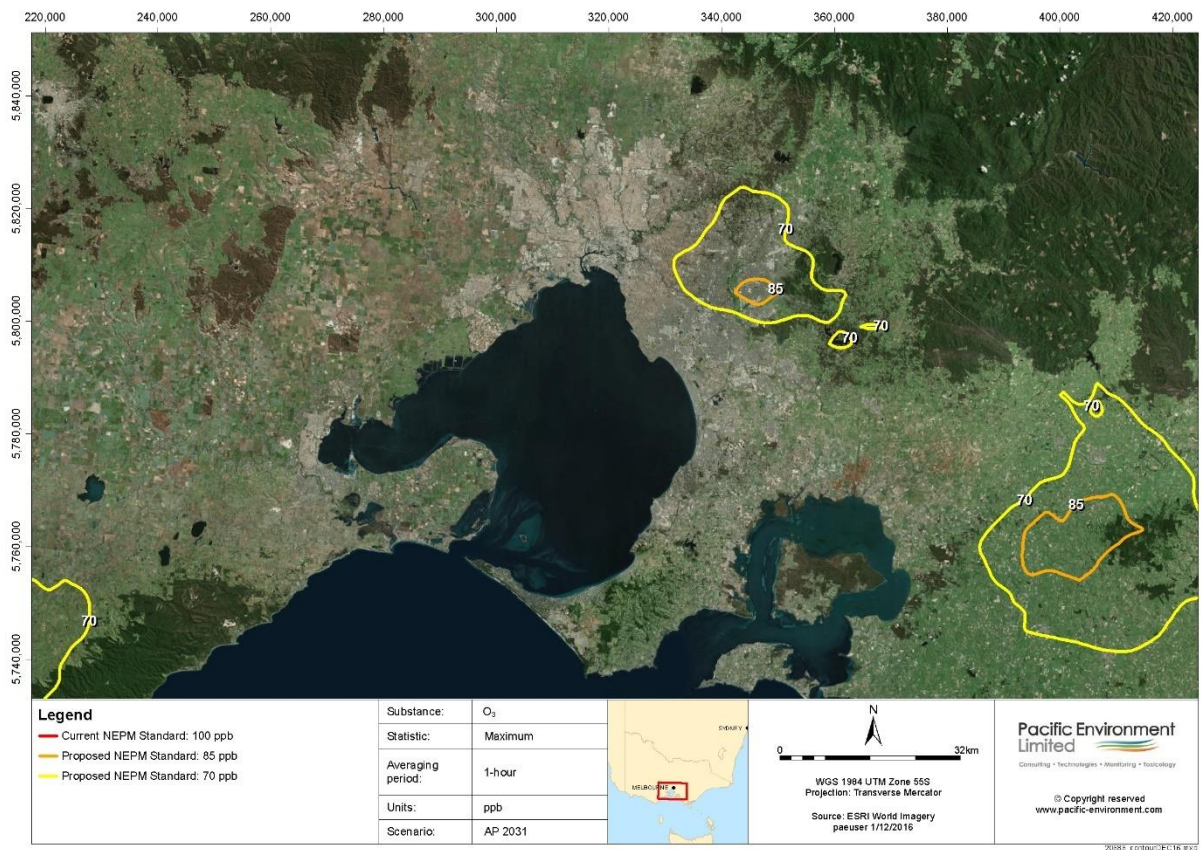 220,000 260,000 280,000 300,000 320,000 340,000 360,000 380,000 400,000 420,000
5,840,000
5,820,000
5,800,000
5,780,000
5,760,000
5,740,000
70
85
70
70
70
70
85
70
Legend
Current NEPM Standard: 100 ppb
Proposed NEPM Standard: 85 ppb
Proposed NEPM Standard: 70 ppb
Substance: O₃
Statistic: Maximum
Averaging
period: 1-hour
Units: ppb
Scenario: AP 2031
SYDNEY
MELBOURNE
N
0 32km
WGS 1984 UTM Zone 55S
Projection: Transverse Mercator
Source: ESRI World Imagery
paeuser 1/12/2016
Pacific Environment
Limited
Consulting • Technologies • Monitoring • Toxicology
© Copyright reserved
www.pacific-environment.com